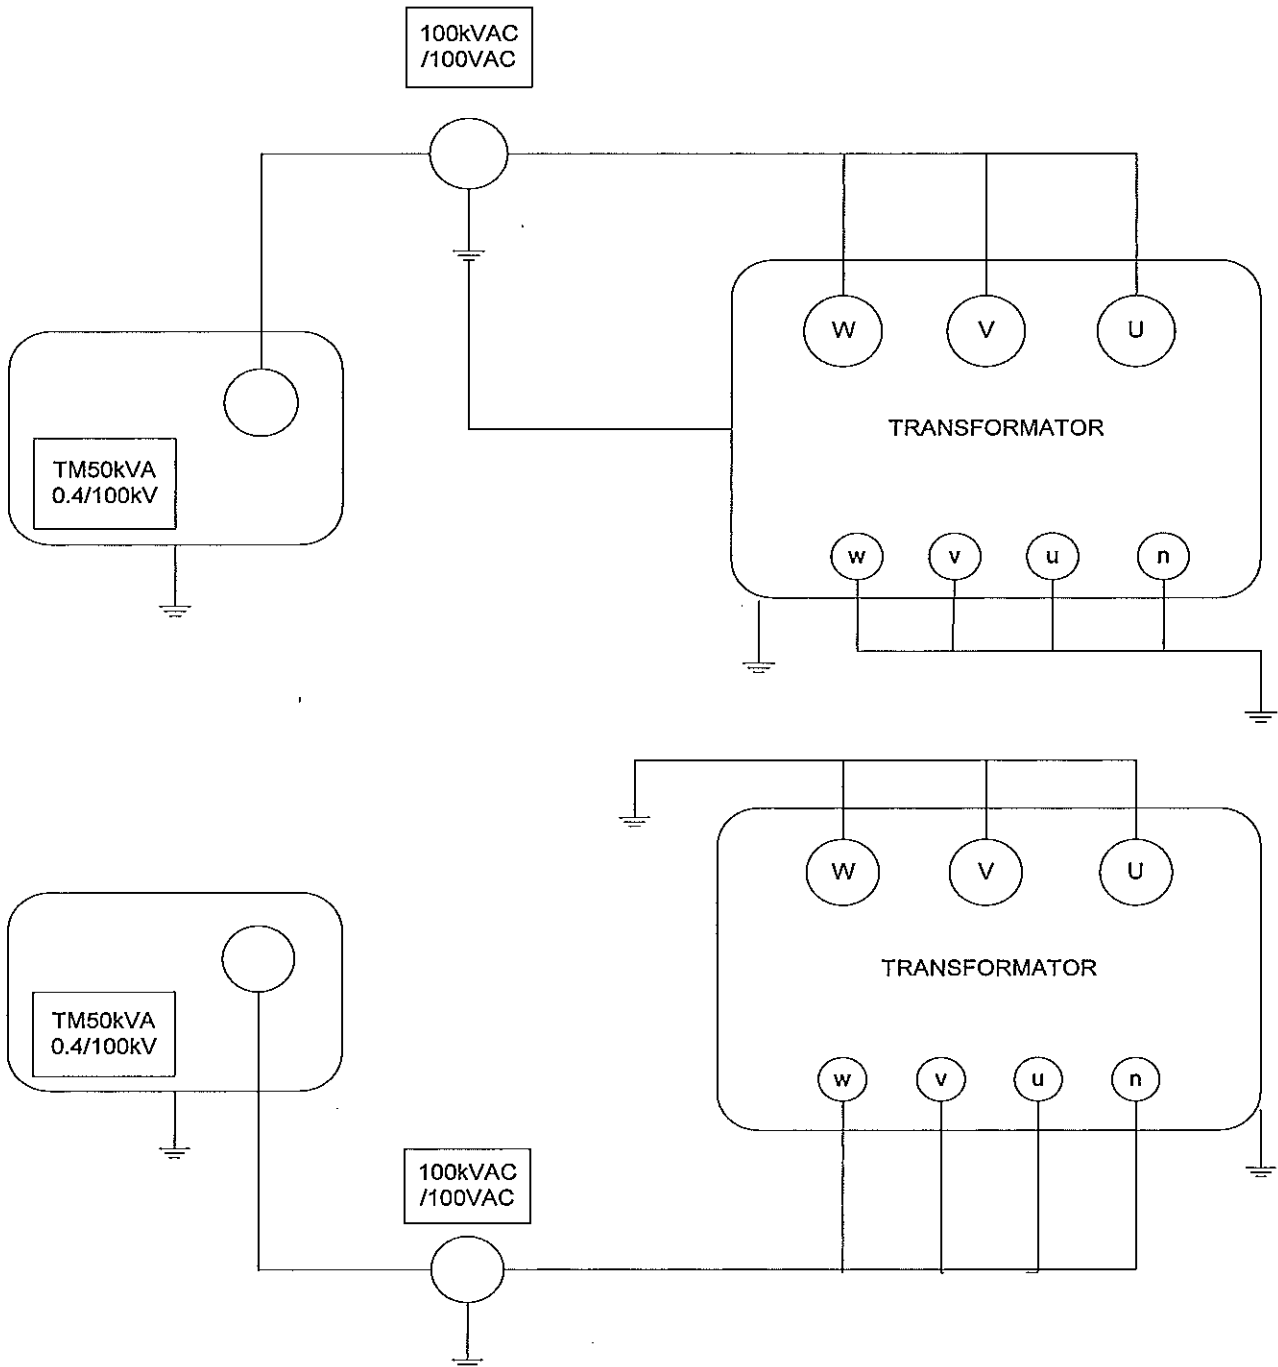 100kVAC
/100VAC
W V U
TRANSFORMATOR
TM50kVA
0.4/100kV
w v u n
W V U
TRANSFORMATOR
TM50kVA
0.4/100kV
w v u n
100kVAC
/100VAC